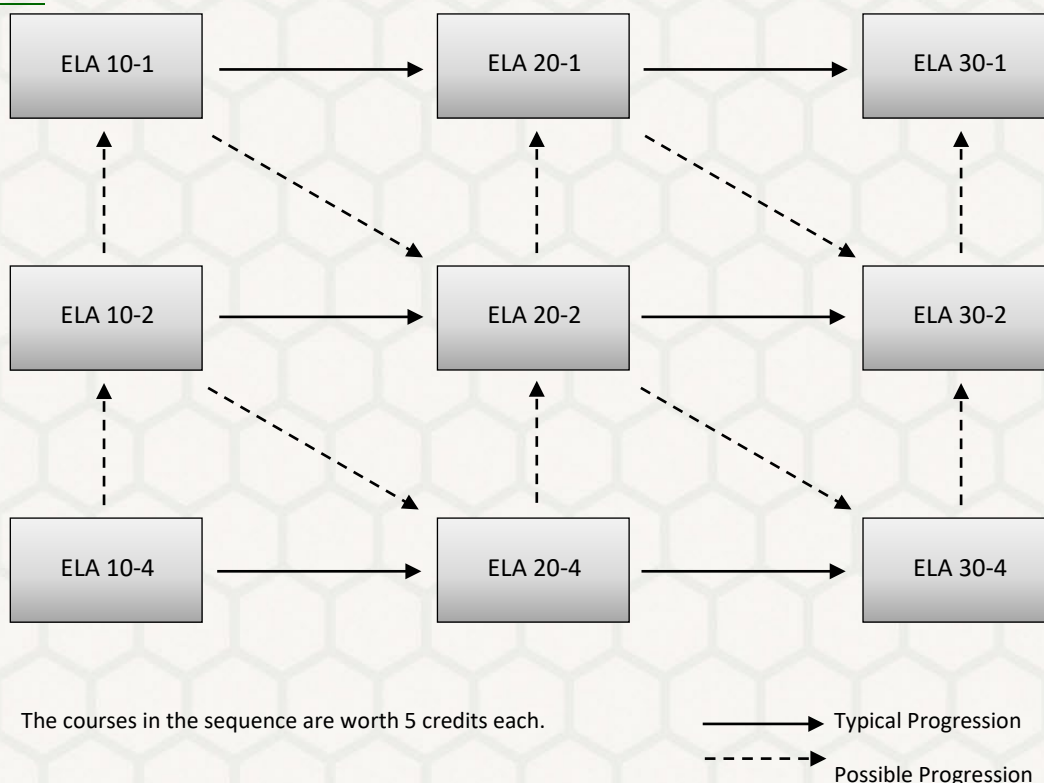 ELA 10-1
ELA 20-1
ELA 30-1
ELA 10-2
ELA 20-2
ELA 30-2
ELA 10-4
ELA 20-4
ELA 30-4
The courses in the sequence are worth 5 credits each.
Typical Progression
Possible Progression